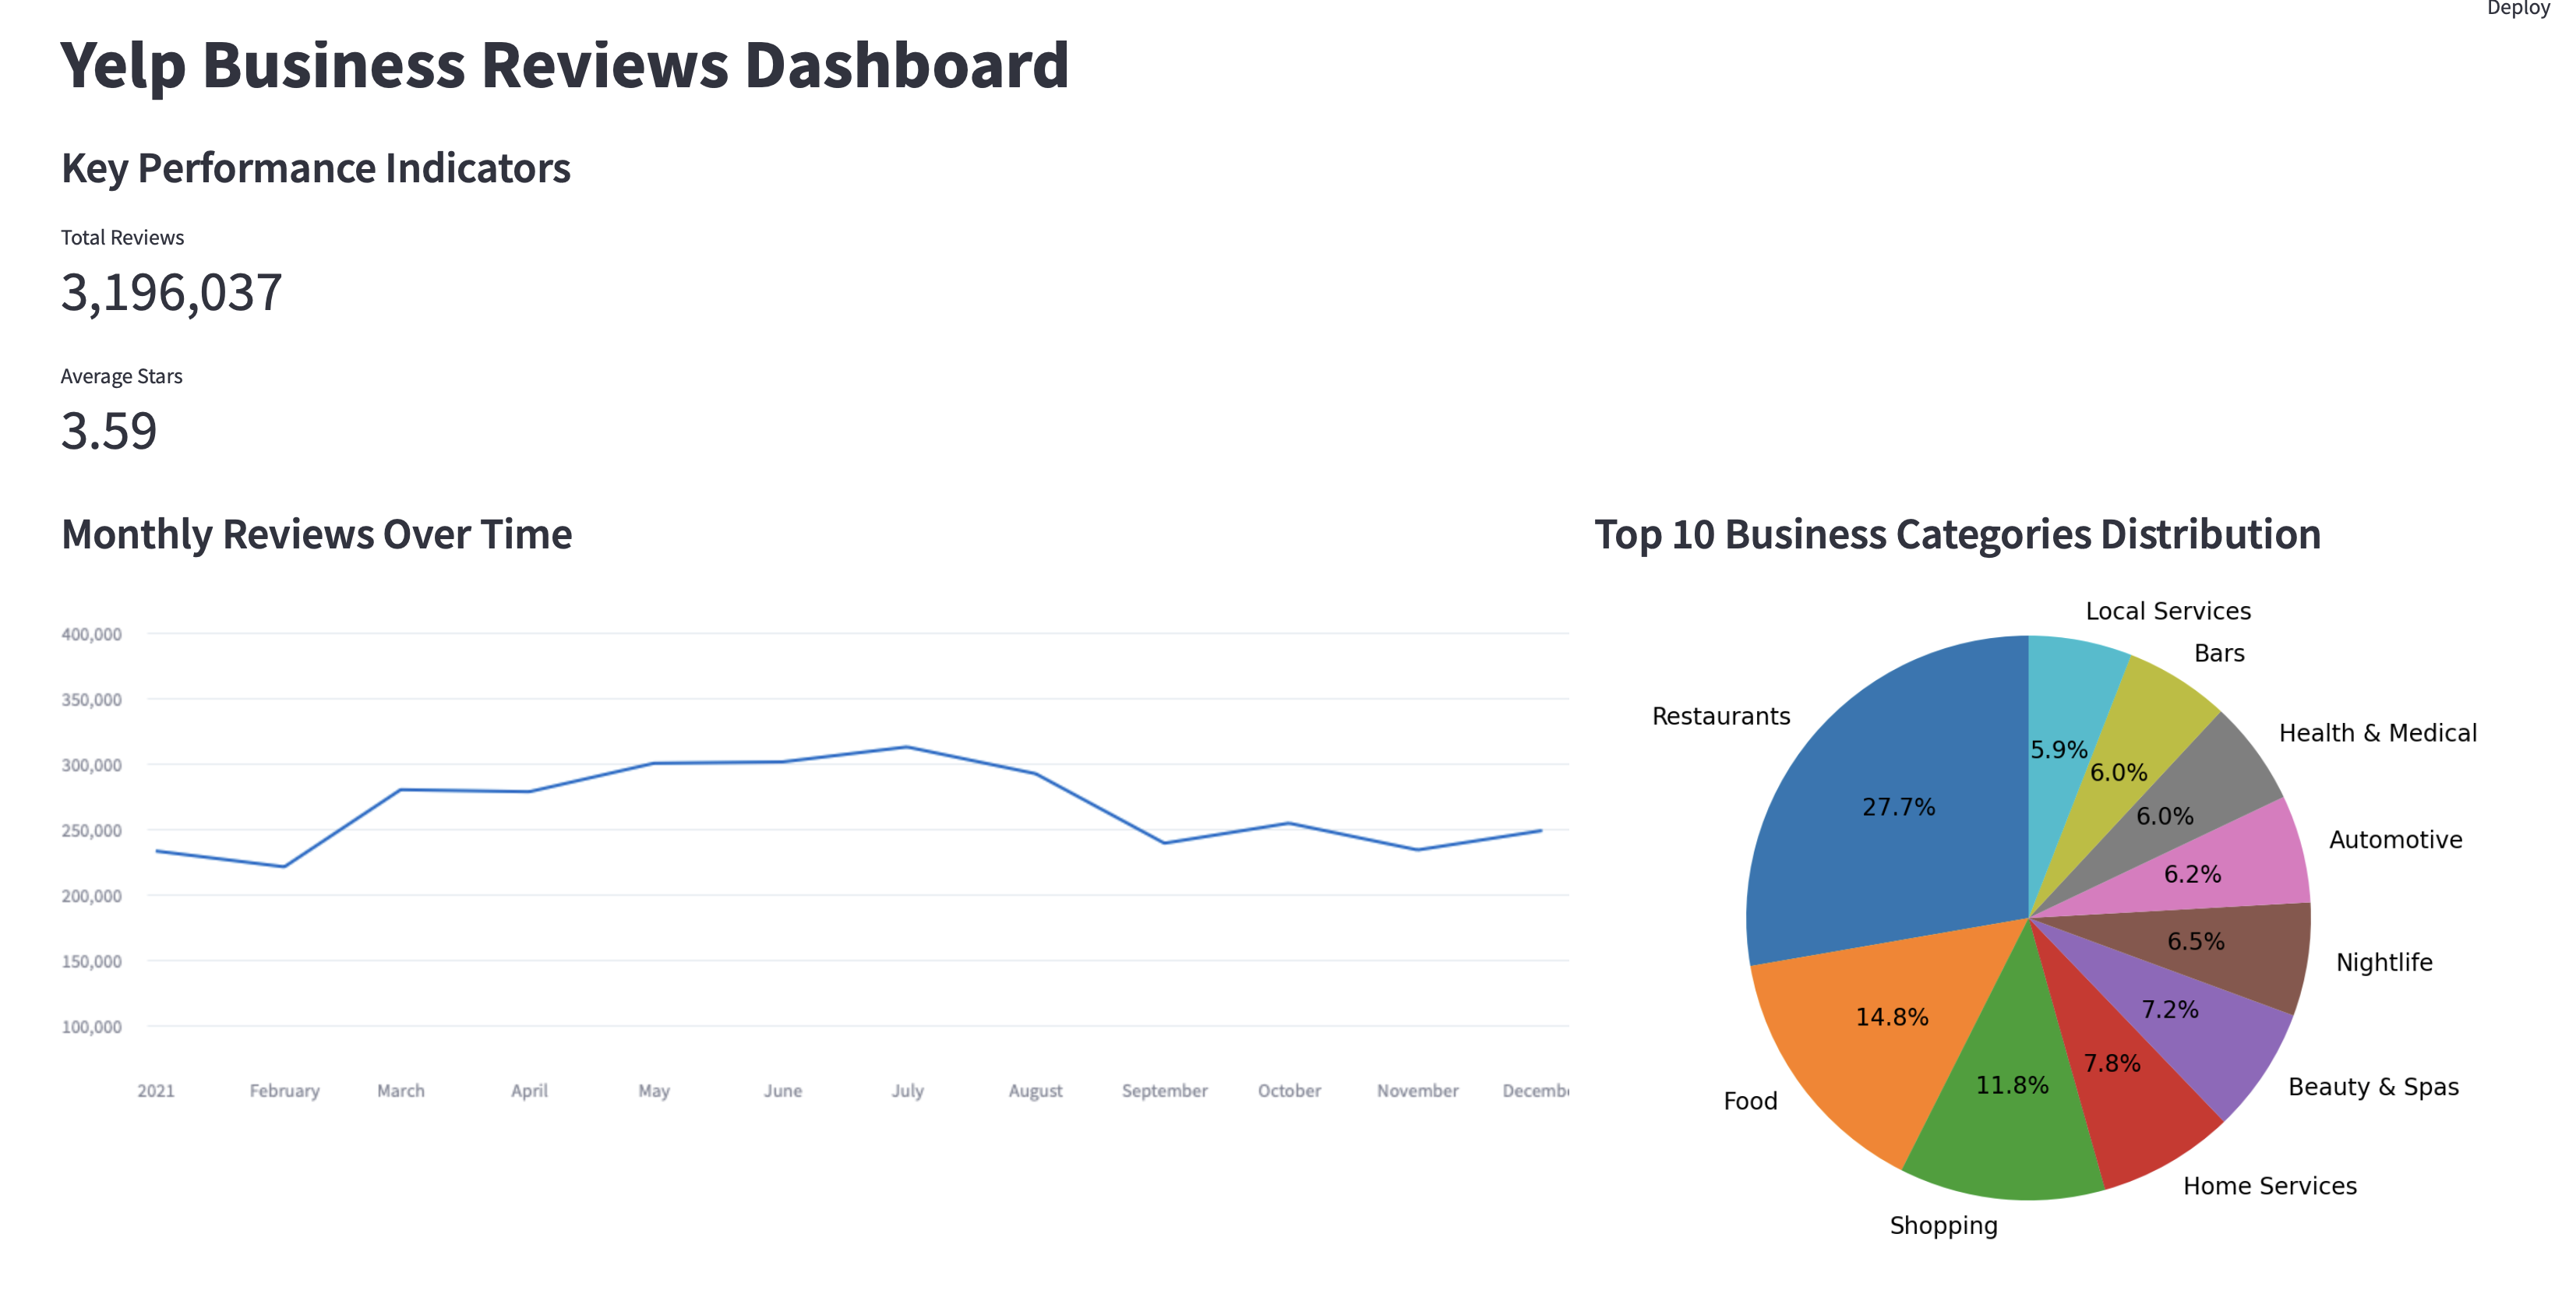 Deploy
Yelp Business Reviews Dashboard
Key Performance Indicators
Total Reviews
3,196,037
Average Stars
3.59
Monthly Reviews Over Time
400,000
350,000
300,000
250,000
200,000
150,000
100,000
2021 February March April May June July August September October November Decembe
Top 10 Business Categories Distribution
Local Services
Bars
Restaurants
Health & Medical
5.9%
6.0%
27.7%
6.0%
Automotive
6.2%
6.5%
Nightlife
14.8%
7.2%
7.8%
11.8%
Beauty & Spas
Food
Home Services
Shopping